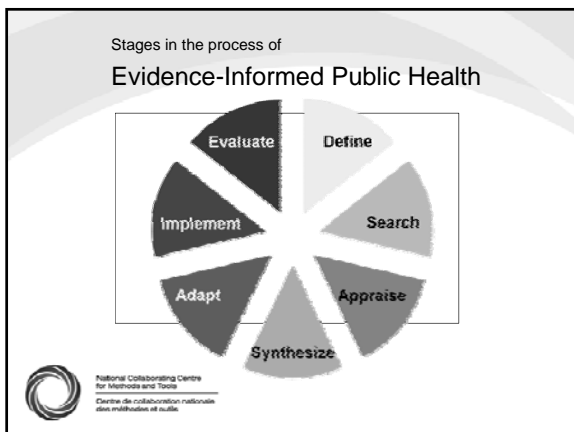 Stages in the process of
Evidence-Informed Public Health
Evaluate
Define
Implement
Search
Adapt
Appraise
Synthesize
National Collaborating Centre
for Methods and Tools
Centre de collaboration nationale
des méthodes et outils